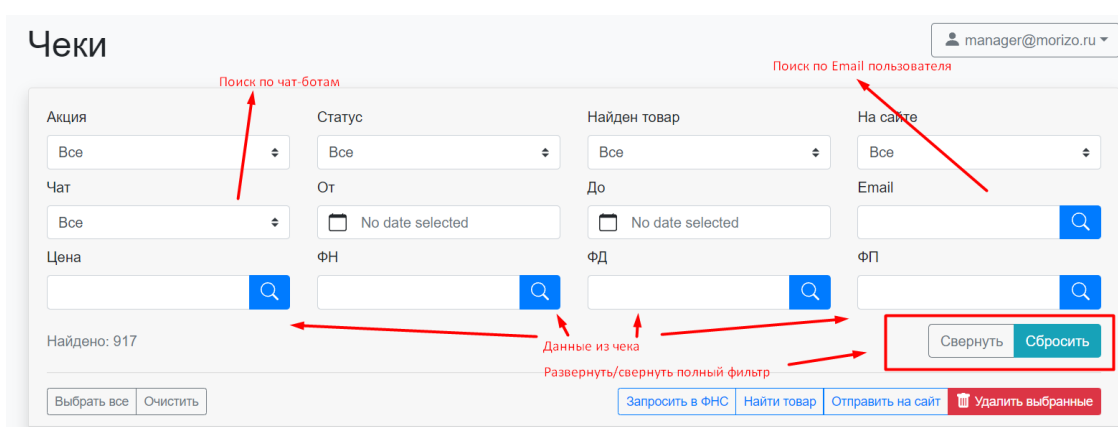 Чеки
manager@morizo.ru
Поиск по Email пользователя
Поиск по чат-ботам
Акция Статус Найден товар На сайте
Все Все Все Все
Чат От До Email
Все No date selected No date selected
Цена ФН ФД ФП
Найдено: 917
Данные из чека
Свернуть Сбросить
Развернуть/свернуть полный фильтр
Выбрать все Очистить Запросить в ФНС Найти товар Отправить на сайт Удалить выбранные